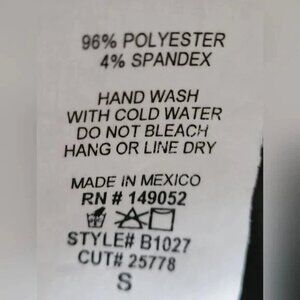 96% POLYESTER
4% SPANDEX
HAND WASH
WITH COLD WATER
DO NOT BLEACH
HANG OR LINE DRY
MADE IN MEXICO
RN # 149052
STYLE# B1027
CUT# 25778
S